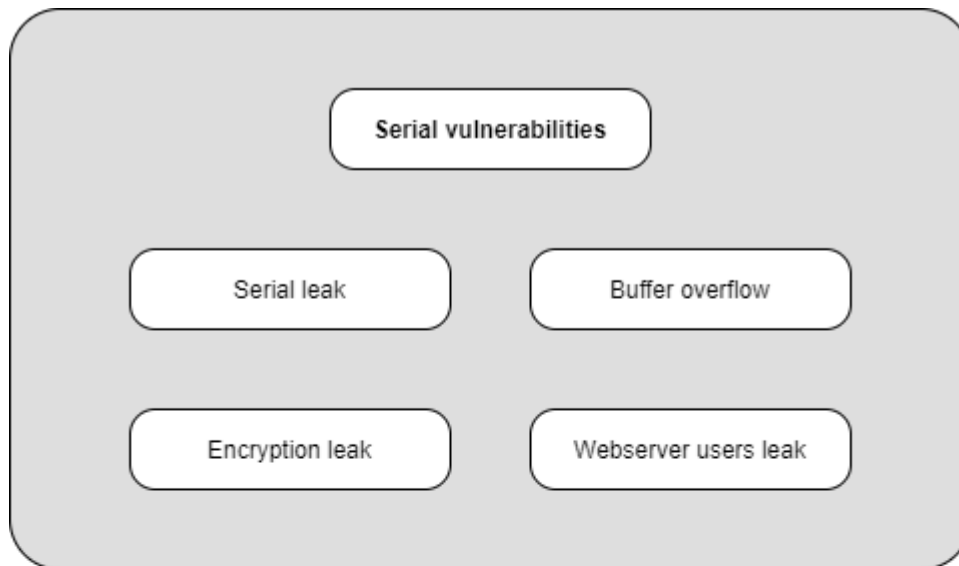 Serial vulnerabilities
Serial leak
Buffer overflow
Encryption leak
Webserver users leak